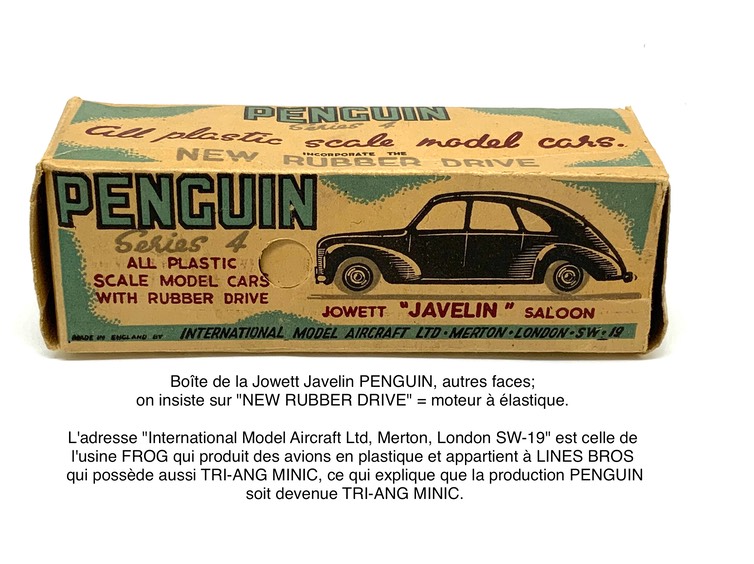 PENGUIN
Series 4
All plastic scale model cars.
INCORPORATE THE
NEW RUBBER DRIVE
PENGUIN
Series 4
ALL PLASTIC
SCALE MODEL CARS
WITH RUBBER DRIVE
JOWETT "JAVELIN" SALOON
MADE IN ENGLAND BY INTERNATIONAL MODEL AIRCRAFT LTD · MERTON · LONDON · SW_19
Boîte de la Jowett Javelin PENGUIN, autres faces;
on insiste sur "NEW RUBBER DRIVE" = moteur à élastique.
L'adresse "International Model Aircraft Ltd, Merton, London SW-19" est celle de
l'usine FROG qui produit des avions en plastique et appartient à LINES BROS
qui possède aussi TRI-ANG MINIC, ce qui explique que la production PENGUIN
soit devenue TRI-ANG MINIC.